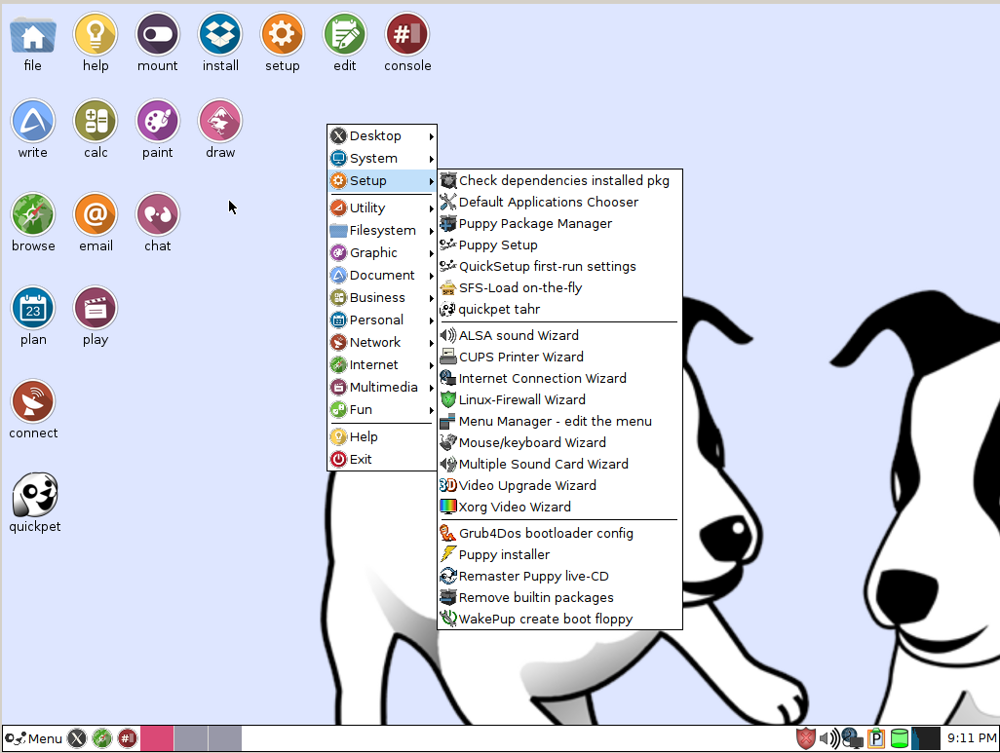 file help mount install setup edit console
write calc paint draw
browse email chat
23
plan play
connect
quickpet
Desktop
System
Setup
Utility
Filesystem
Graphic
Document
Business
Personal
Network
Internet
Multimedia
Fun
Help
Exit
Check dependencies installed pkg
Default Applications Chooser
Puppy Package Manager
Puppy Setup
QuickSetup first-run settings
SFS-Load on-the-fly
quickpet tahr
ALSA sound Wizard
CUPS Printer Wizard
Internet Connection Wizard
Linux-Firewall Wizard
Menu Manager - edit the menu
Mouse/keyboard Wizard
Multiple Sound Card Wizard
3D Video Upgrade Wizard
Xorg Video Wizard
Grub4Dos bootloader config
Puppy installer
Remaster Puppy live-CD
Remove builtin packages
WakePup create boot floppy
Menu 9:11 PM